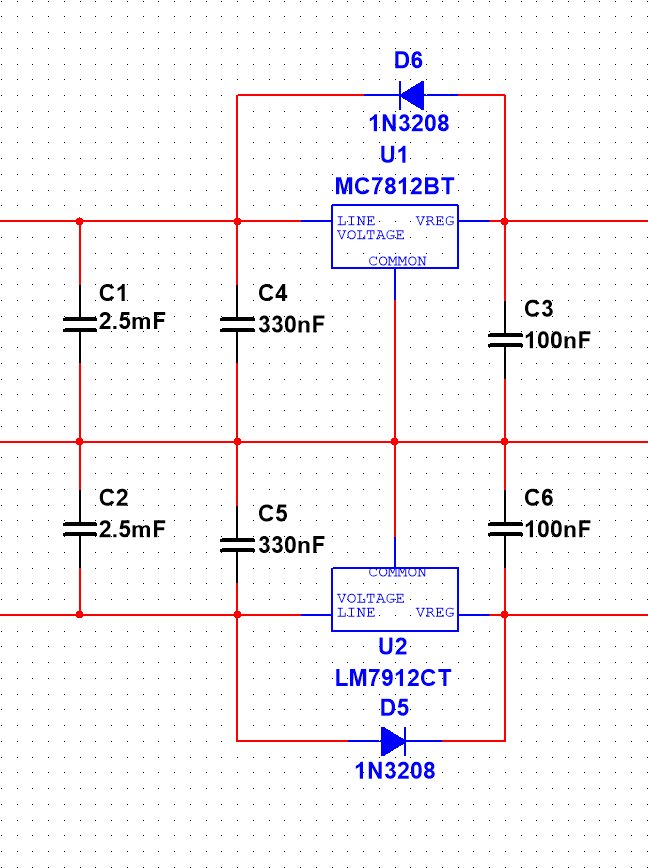 D6
1N3208
U1
MC7812BT
LINE VREG
VOLTAGE
COMMON
C1
2.5mF
C4
330nF
C3
100nF
C2
2.5mF
C5
330nF
C6
100nF
COMMON
VOLTAGE
LINE VREG
U2
LM7912CT
D5
1N3208